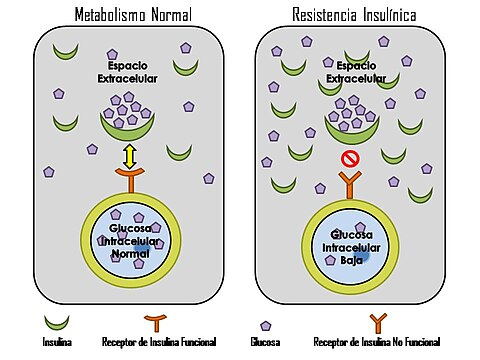 Metabolismo Normal
Resistencia Insulínica
Espacio
Extracelular
Glucosa
Intracelular
Normal
Espacio
Extracelular
Glucosa
Intracelular
Baja
Insulina
Receptor de Insulina Funcional
Glucosa
Receptor de Insulina No Funcional